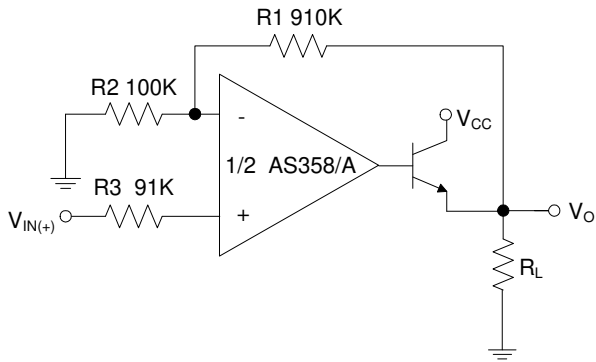 R1 910K
R2 100K
-
VCC
1/2 AS358/A
R3 91K
+
VIN(+)
VO
RL